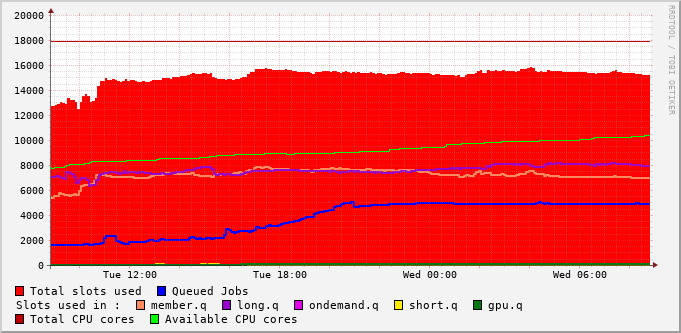 20000
18000
16000
14000
12000
10000
8000
6000
4000
2000
0
Tue 12:00 Tue 18:00 Wed 00:00 Wed 06:00
Total slots used Queued Jobs
Slots used in : member.q long.q ondemand.q short.q gpu.q
Total CPU cores Available CPU cores
RRDTOOL / TOBI OETIKER